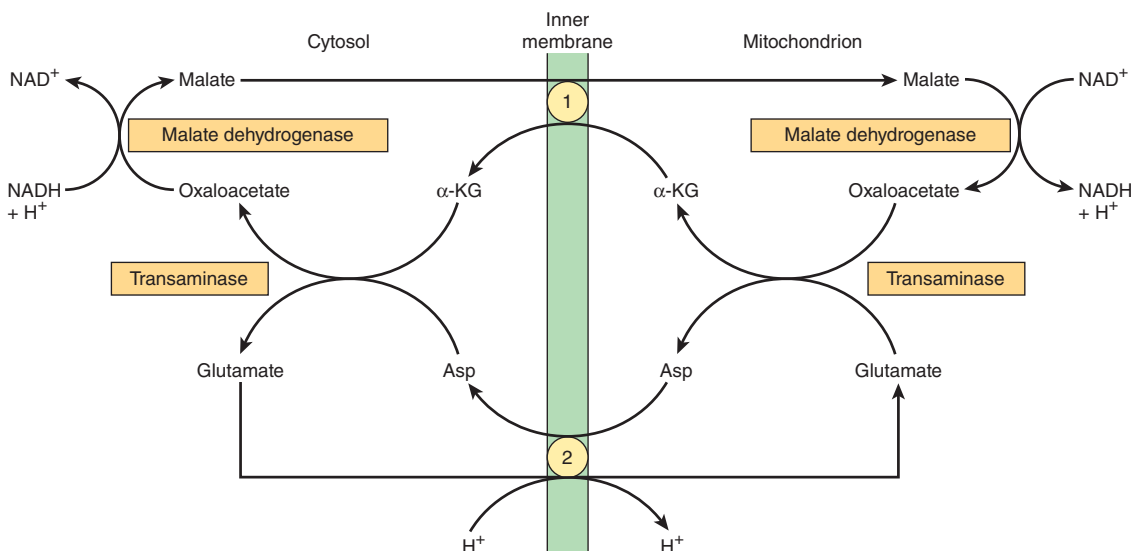 Inner
Cytosol membrane Mitochondrion
NAD⁺ Malate Malate NAD⁺
1
Malate dehydrogenase Malate dehydrogenase
NADH Oxaloacetate α-KG α-KG Oxaloacetate NADH
+ H⁺ + H⁺
Transaminase Transaminase
Glutamate Asp Asp Glutamate
2
H⁺ H⁺